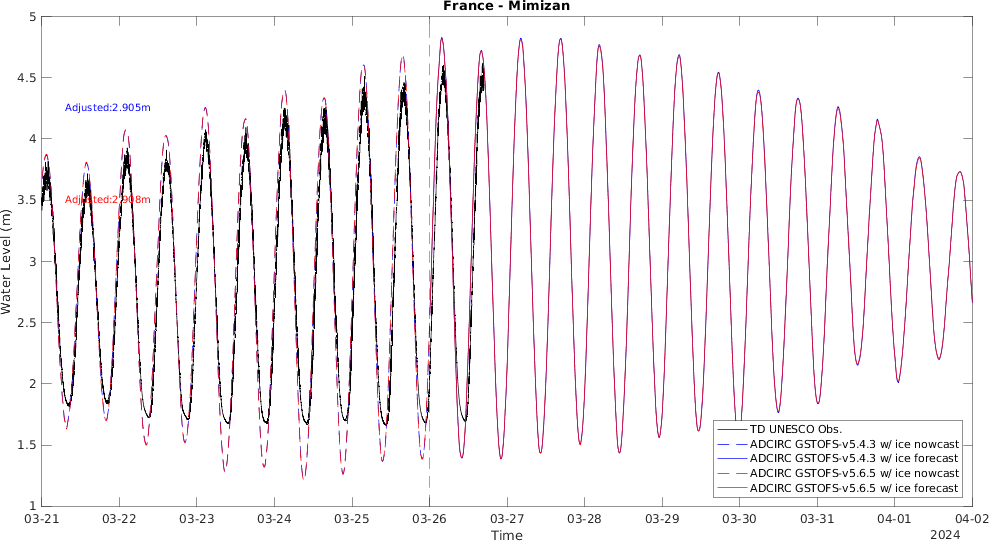 France - Mimizan
Water Level (m)
5
4.5
4
3.5
3
2.5
2
1.5
1
Adjusted:2.905m
Adjusted:2.908m
TD UNESCO Obs.
ADCIRC GSTOFS-v5.4.3 w/ ice nowcast
ADCIRC GSTOFS-v5.4.3 w/ ice forecast
ADCIRC GSTOFS-v5.6.5 w/ ice nowcast
ADCIRC GSTOFS-v5.6.5 w/ ice forecast
03-21 03-22 03-23 03-24 03-25 03-26 03-27 03-28 03-29 03-30 03-31 04-01 04-02
Time
2024